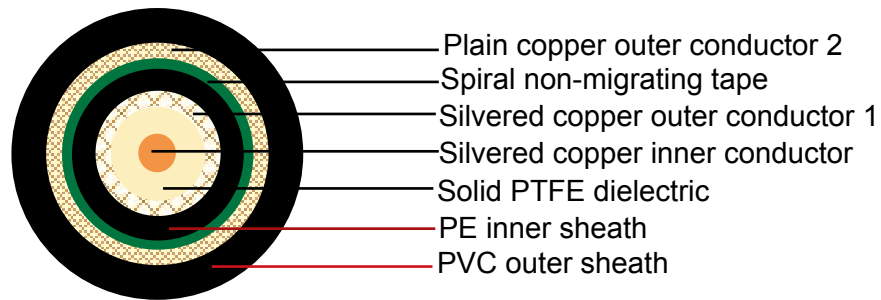 Plain copper outer conductor 2
Spiral non-migrating tape
Silvered copper outer conductor 1
Silvered copper inner conductor
Solid PTFE dielectric
PE inner sheath
PVC outer sheath